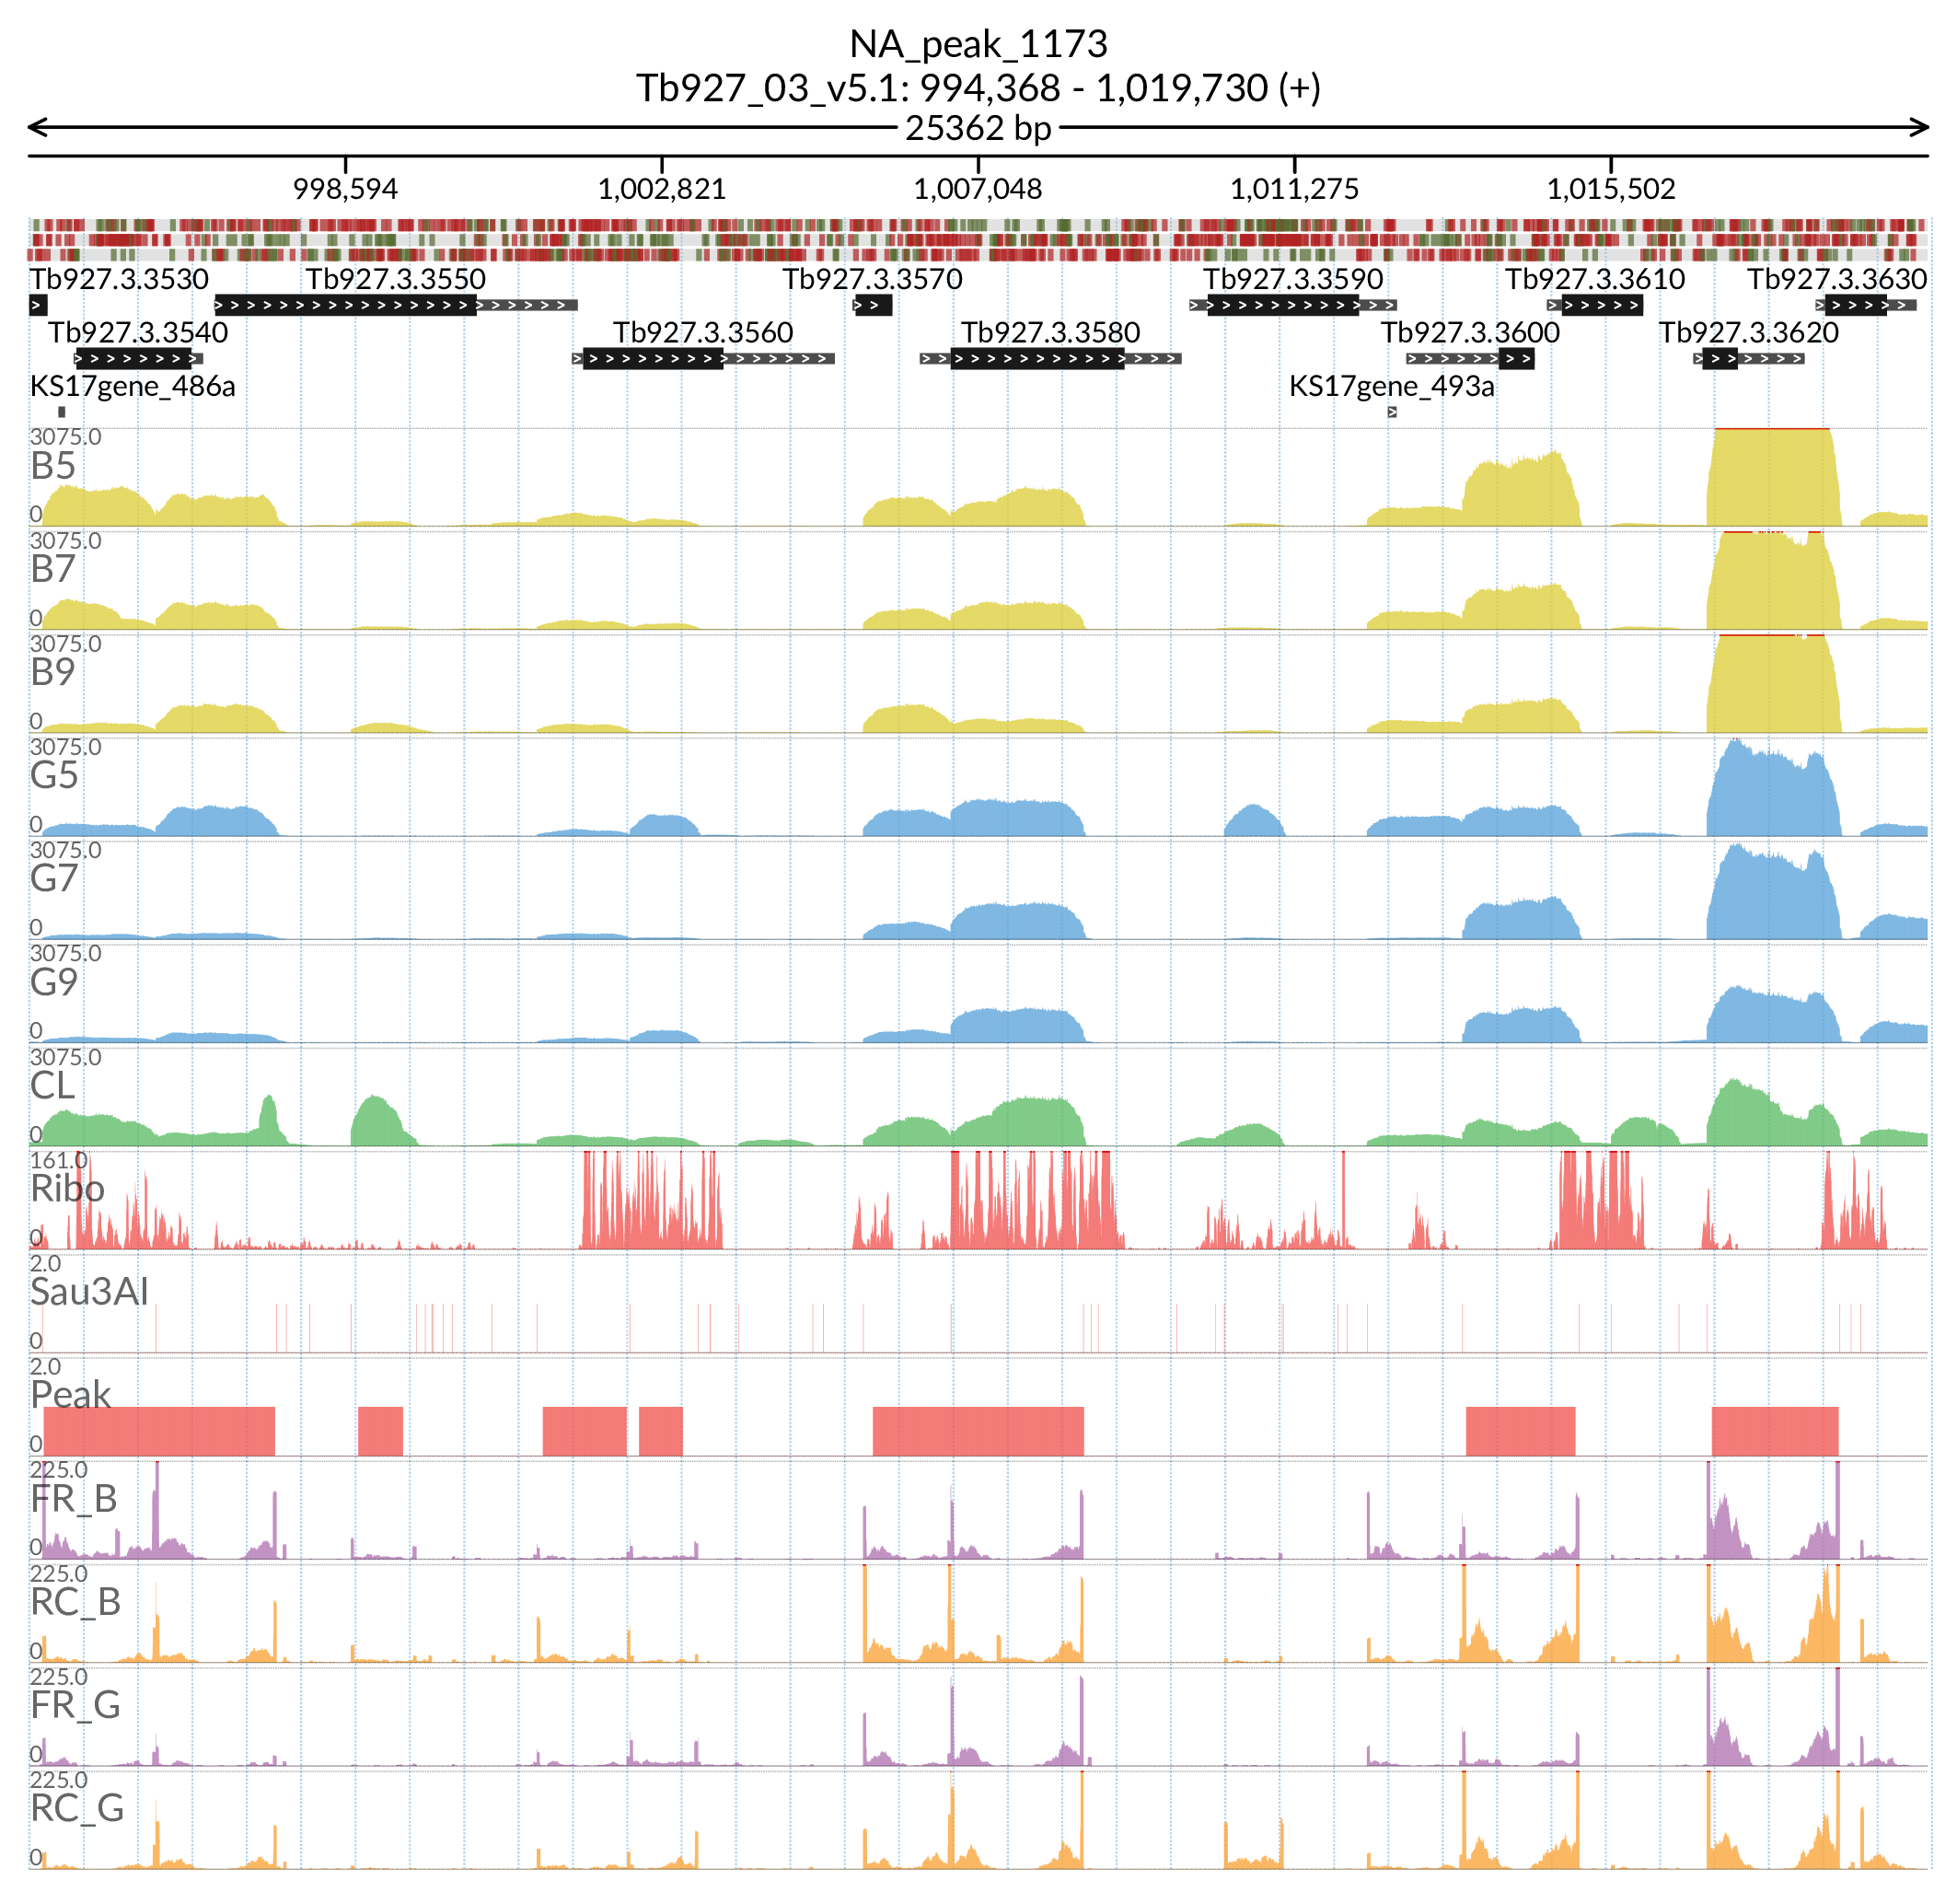 NA_peak_1173
Tb927_03_v5.1: 994,368 - 1,019,730 (+)
25362 bp
998,594 1,002,821 1,007,048 1,011,275 1,015,502
Tb927.3.3530 Tb927.3.3550 Tb927.3.3570 Tb927.3.3590 Tb927.3.3610 Tb927.3.3630
Tb927.3.3540 Tb927.3.3560 Tb927.3.3580 Tb927.3.3600 Tb927.3.3620
KS17gene_486a KS17gene_493a
3075.0
B5
0
3075.0
B7
0
3075.0
B9
0
3075.0
G5
0
3075.0
G7
0
3075.0
G9
0
3075.0
CL
0
161.0
Ribo
0
2.0
Sau3AI
0
2.0
Peak
0
225.0
FR_B
0
225.0
RC_B
0
225.0
FR_G
0
225.0
RC_G
0